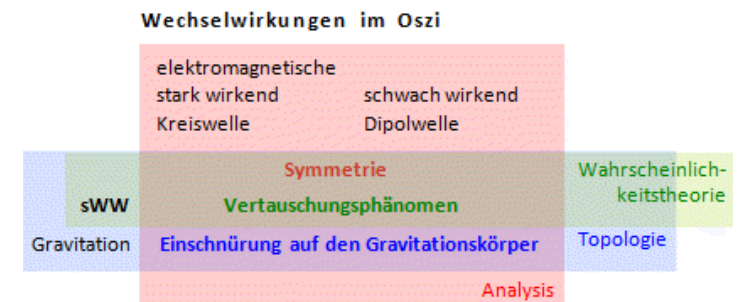 Wechselwirkungen im Oszi
elektromagnetische
stark wirkend schwach wirkend
Kreiswelle Dipolwelle
Symmetrie Wahrscheinlich-
keitstheorie
sWW Vertauschungsphänomen
Gravitation Einschnürung auf den Gravitationskörper Topologie
Analysis